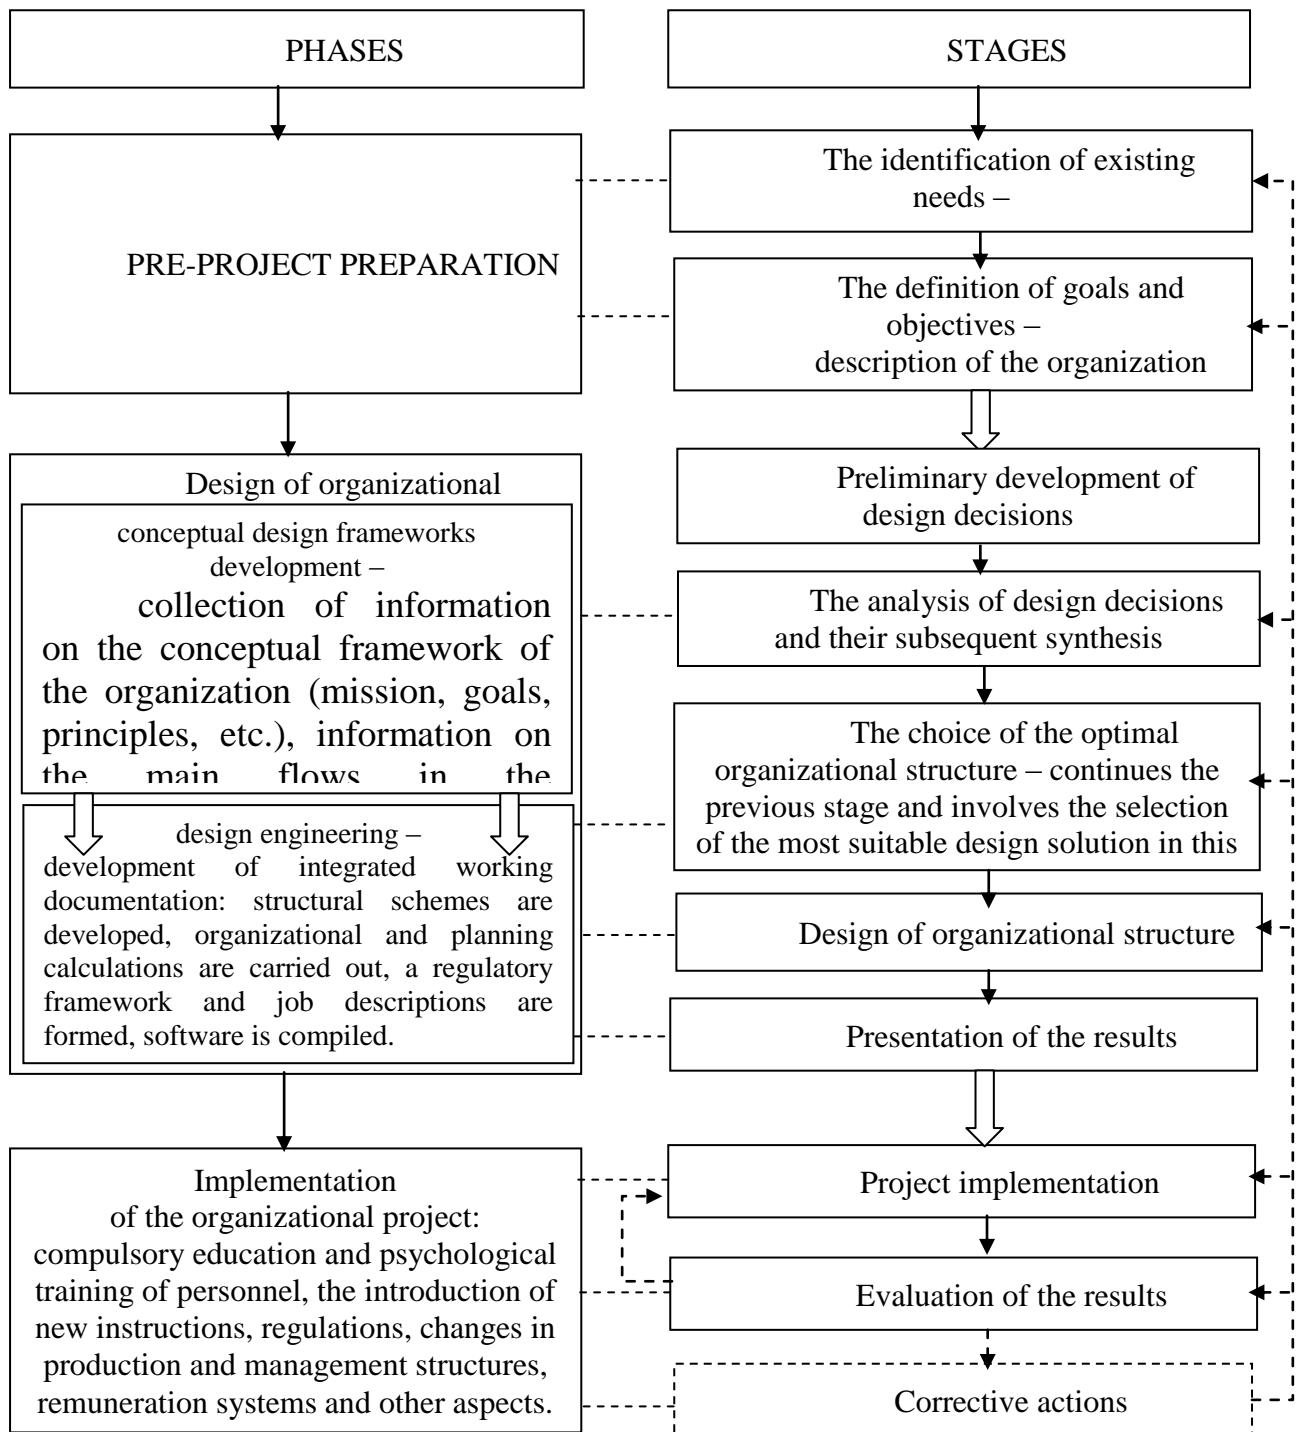 PHASES
PRE-PROJECT PREPARATION
Design of organizational
conceptual design frameworks
development –
collection of information
on the conceptual framework of
the organization (mission, goals,
principles, etc.), information on
the main flows in the
design engineering –
development of integrated working
documentation: structural schemes are
developed, organizational and planning
calculations are carried out, a regulatory
framework and job descriptions are
formed, software is compiled.
Implementation
of the organizational project:
compulsory education and psychological
training of personnel, the introduction of
new instructions, regulations, changes in
production and management structures,
remuneration systems and other aspects.
STAGES
The identification of existing
needs –
The definition of goals and
objectives –
description of the organization
Preliminary development of
design decisions
The analysis of design decisions
and their subsequent synthesis
The choice of the optimal
organizational structure – continues the
previous stage and involves the selection
of the most suitable design solution in this
Design of organizational structure
Presentation of the results
Project implementation
Evaluation of the results
Corrective actions